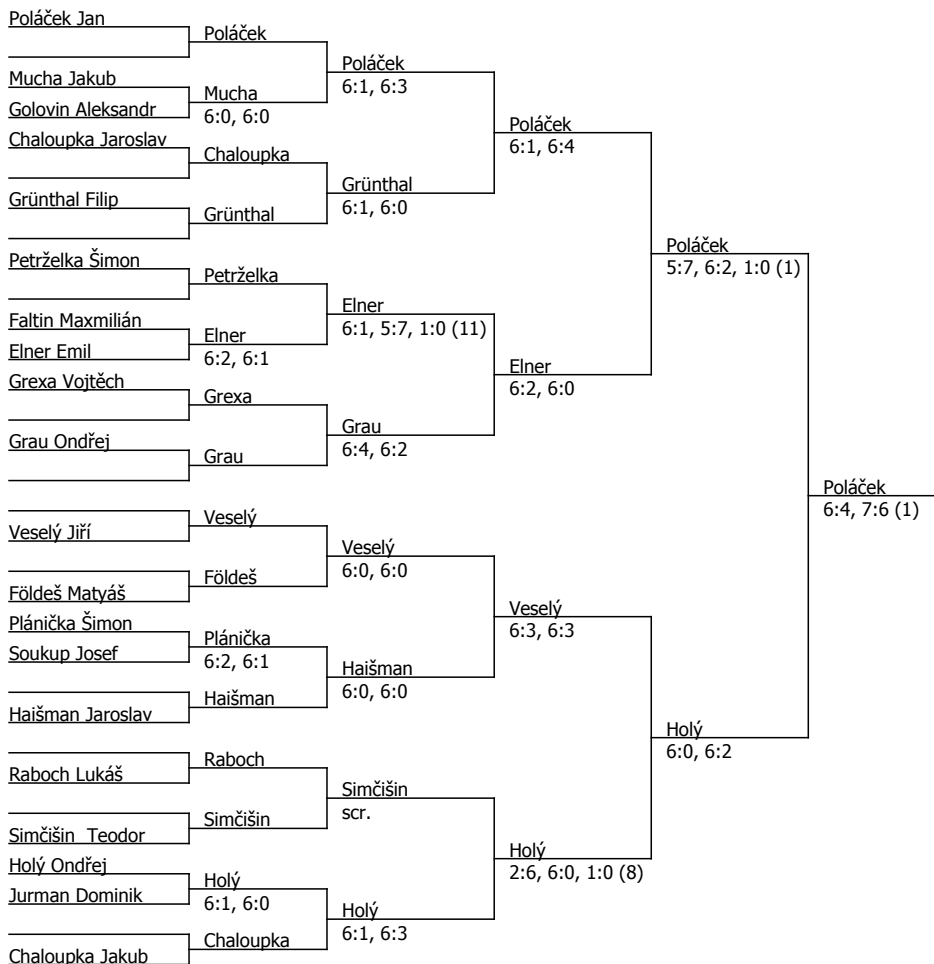 Poláček Jan
Poláček
Poláček
6:1, 6:3
Mucha Jakub
Mucha
Golovin Aleksandr
6:0, 6:0
Poláček
6:1, 6:4
Chaloupka Jaroslav
Chaloupka
Grünthal
6:1, 6:0
Grünthal Filip
Grünthal
Poláček
5:7, 6:2, 1:0 (1)
Petrželka Šimon
Petrželka
Elner
6:1, 5:7, 1:0 (11)
Faltin Maxmilián
Elner
Elner Emil
6:2, 6:1
Elner
6:2, 6:0
Grexa Vojtěch
Grexa
Grau
6:4, 6:2
Grau Ondřej
Grau
Poláček
6:4, 7:6 (1)
Veselý
Veselý Jiří
Veselý
6:0, 6:0
Földeš
Földeš Matyáš
Veselý
6:3, 6:3
Plánička Šimon
Plánička
Soukup Josef
6:2, 6:1
Haišman
6:0, 6:0
Haišman
Haišman Jaroslav
Holý
6:0, 6:2
Raboch
Raboch Lukáš
Simčišin
scr.
Simčišin
Simčišin  Teodor
Holý
2:6, 6:0, 1:0 (8)
Holý Ondřej
Holý
Jurman Dominik
6:1, 6:0
Holý
6:1, 6:3
Chaloupka
Chaloupka Jakub